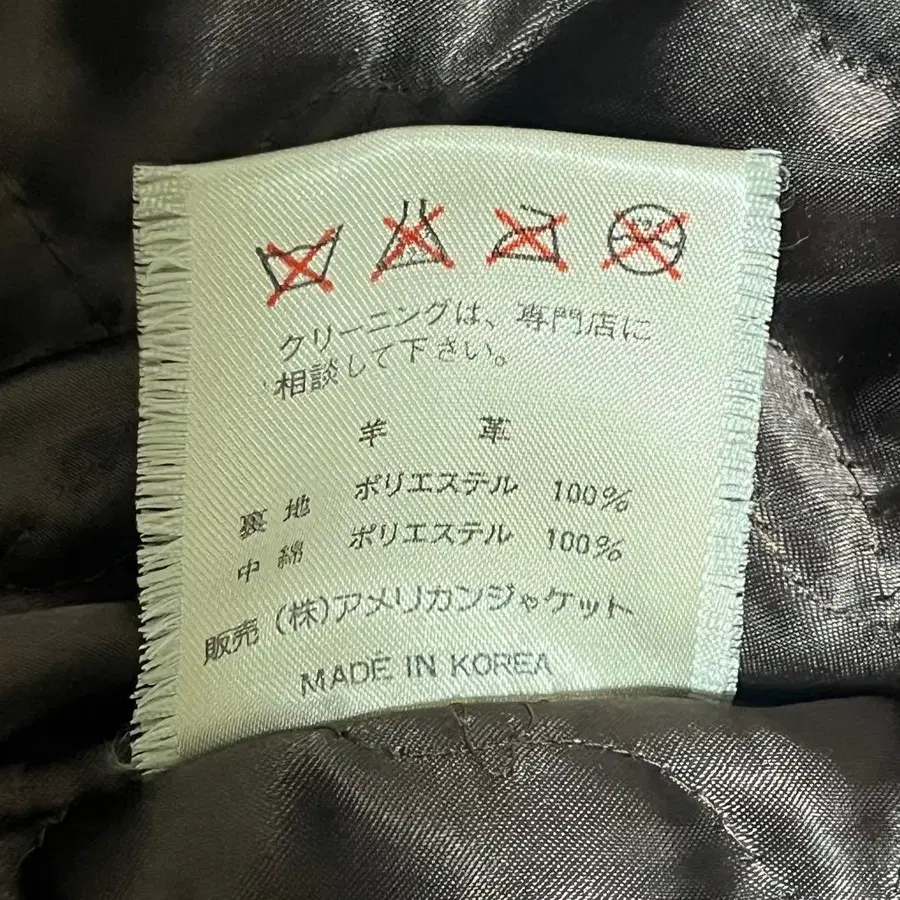 クリーニングは、専門店に
相談して下さい。
羊 革
裏地 ポリエステル 100%
中綿 ポリエステル 100%
販売 (株)アメリカンジャケット
MADE IN KOREA